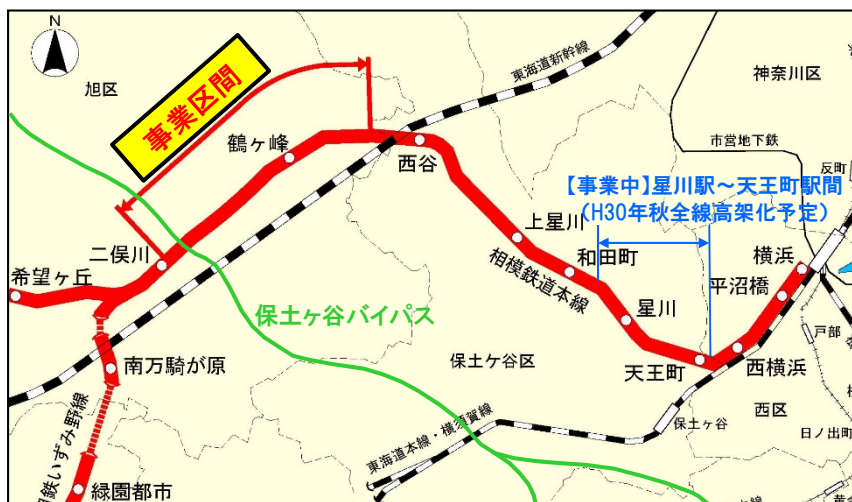 N
旭区
事業区間
東海道新幹線
神奈川区
市営地下鉄
反町
鶴ヶ峰
西谷
【事業中】星川駅～天王町駅間
（H30年秋全線高架化予定）
二俣川
上星川
和田町
横浜
希望ヶ丘
相模鉄道本線
平沼橋
保土ヶ谷バイパス
星川
戸部
南万騎が原
保土ケ谷区
天王町
西横浜
西区
保土ヶ谷
日ノ出町
東海道本線・横須賀線
鉄いずみ野線
緑園都市